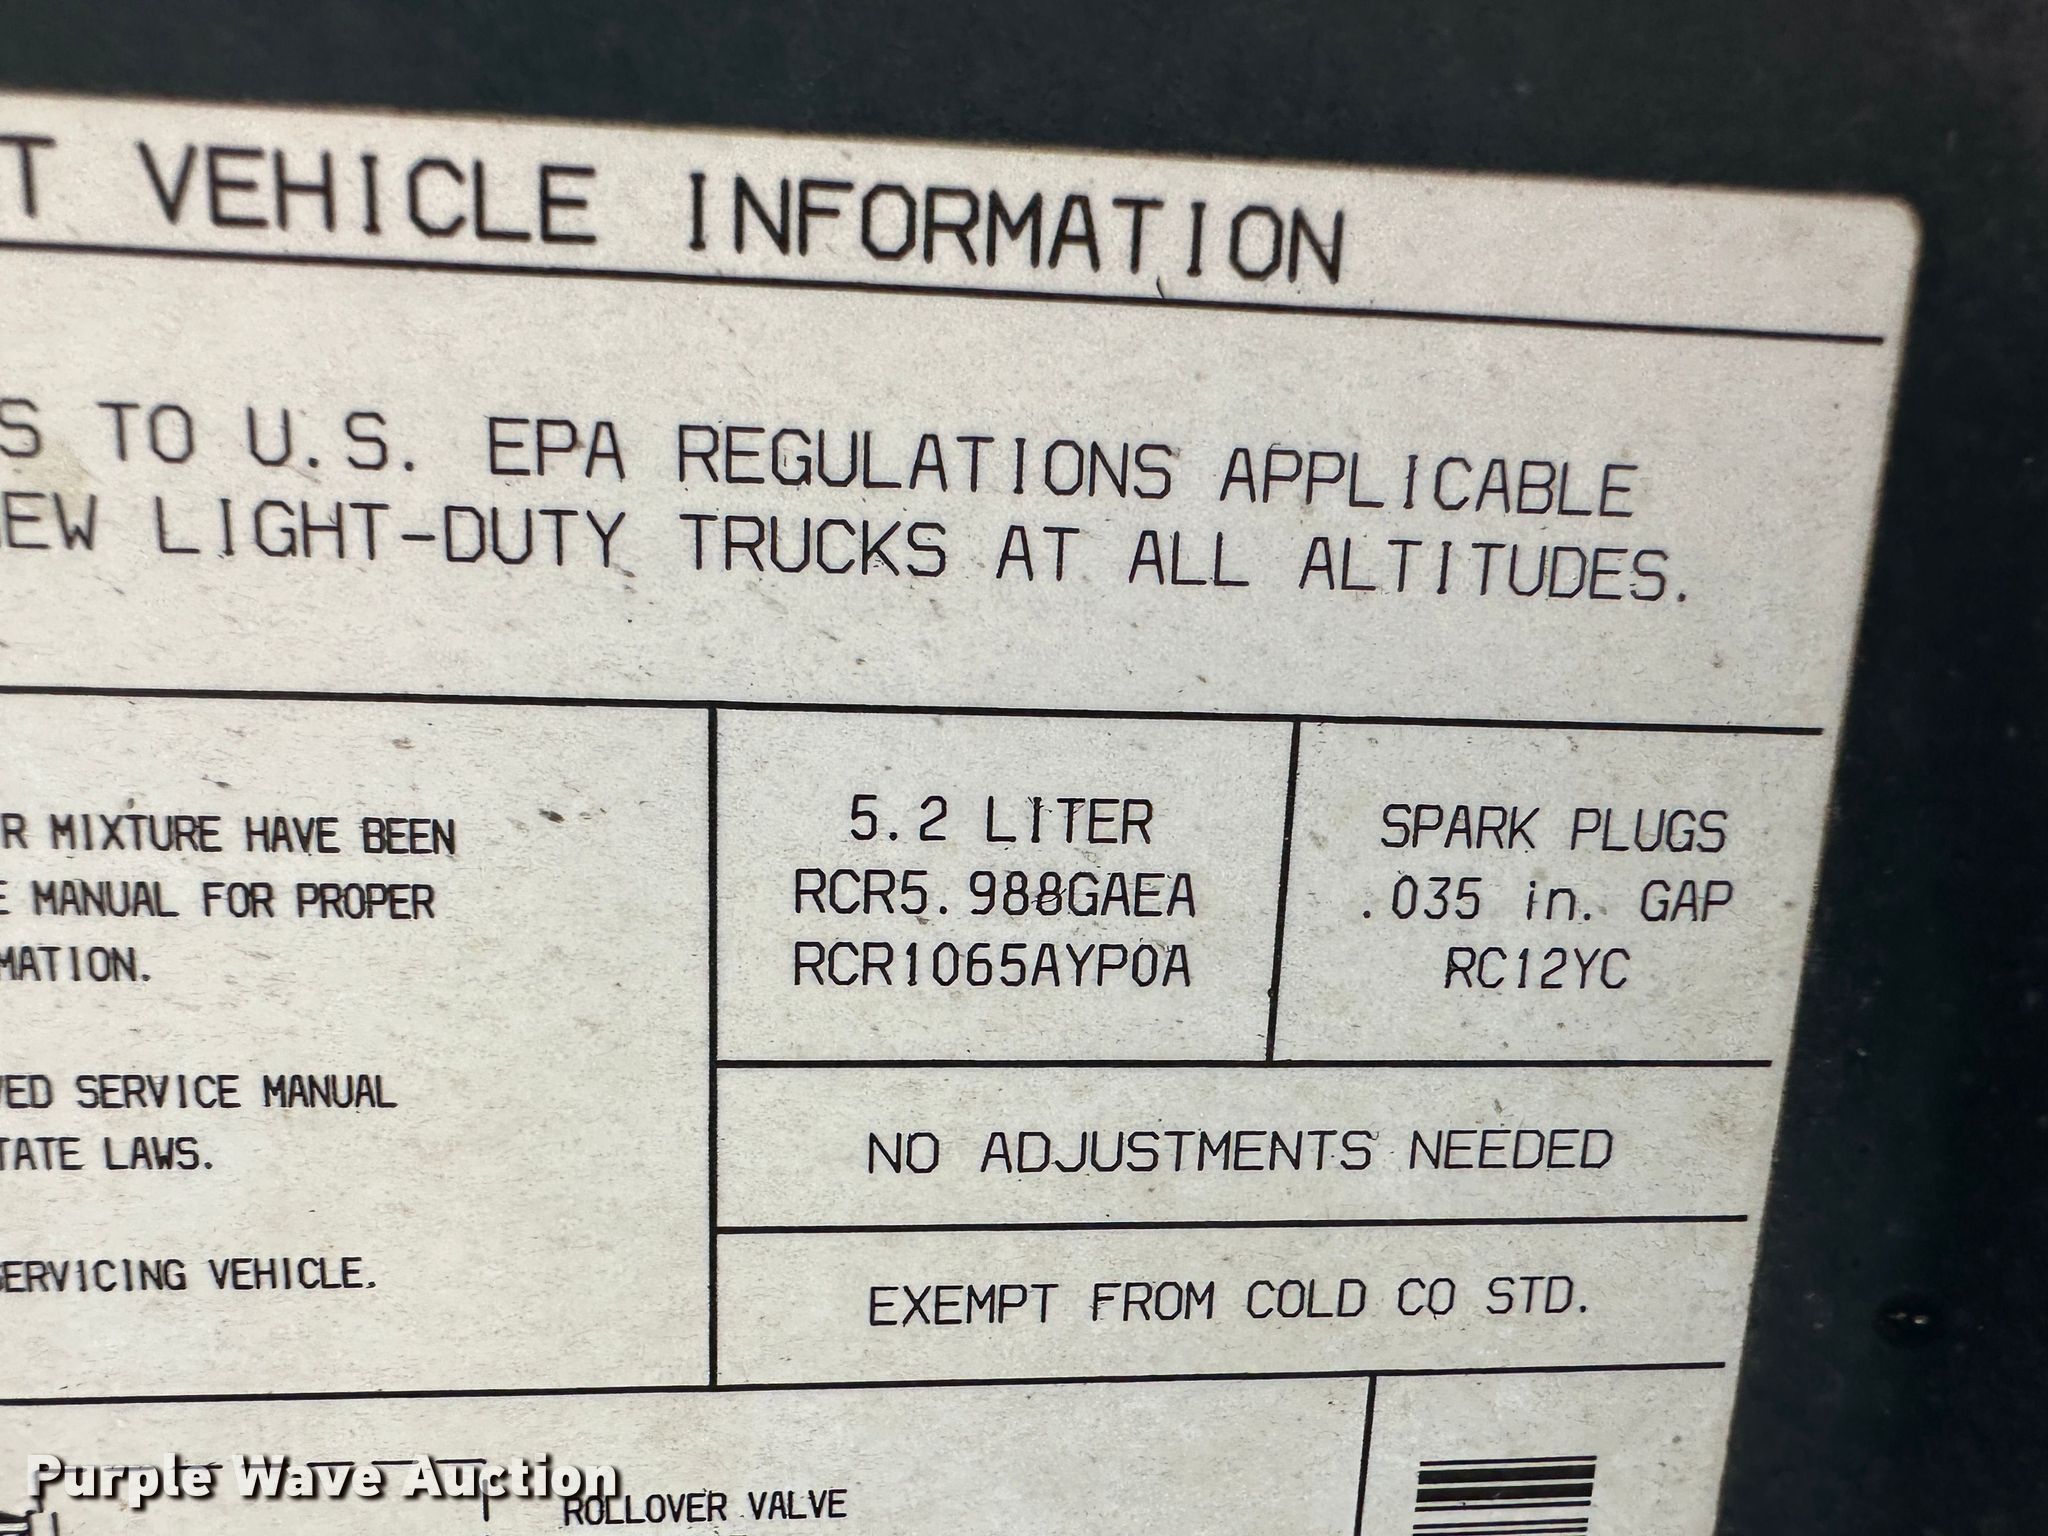 T VEHICLE INFORMATION
S TO U.S. EPA REGULATIONS APPLICABLE
EW LIGHT-DUTY TRUCKS AT ALL ALTITUDES.
R MIXTURE HAVE BEEN
E MANUAL FOR PROPER
MATION.
VED SERVICE MANUAL
TATE LAWS.
SERVICING VEHICLE.
5.2 LITER
RCR5.988GAEA
RCR1065AYP0A
SPARK PLUGS
.035 in. GAP
RC12YC
NO ADJUSTMENTS NEEDED
EXEMPT FROM COLD CO STD.
ROLLOVER VALVE
Purple Wave Auction